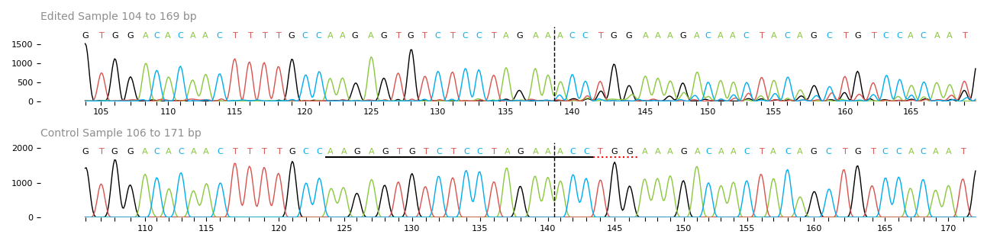 Edited Sample 104 to 169 bp
G T G G A C A C A A C T T T T G C C A A G A G T G T C T C C T A G A A A C C T G G A A A G A C A A C T A C A G C T G T C C A C A A T
1500
1000
500
0
105 110 115 120 125 130 135 140 145 150 155 160 165
Control Sample 106 to 171 bp
G T G G A C A C A A C T T T T G C C A A G A G T G T C T C C T A G A A A C C T G G A A A G A C A A C T A C A G C T G T C C A C A A T
2000
1000
0
110 115 120 125 130 135 140 145 150 155 160 165 170